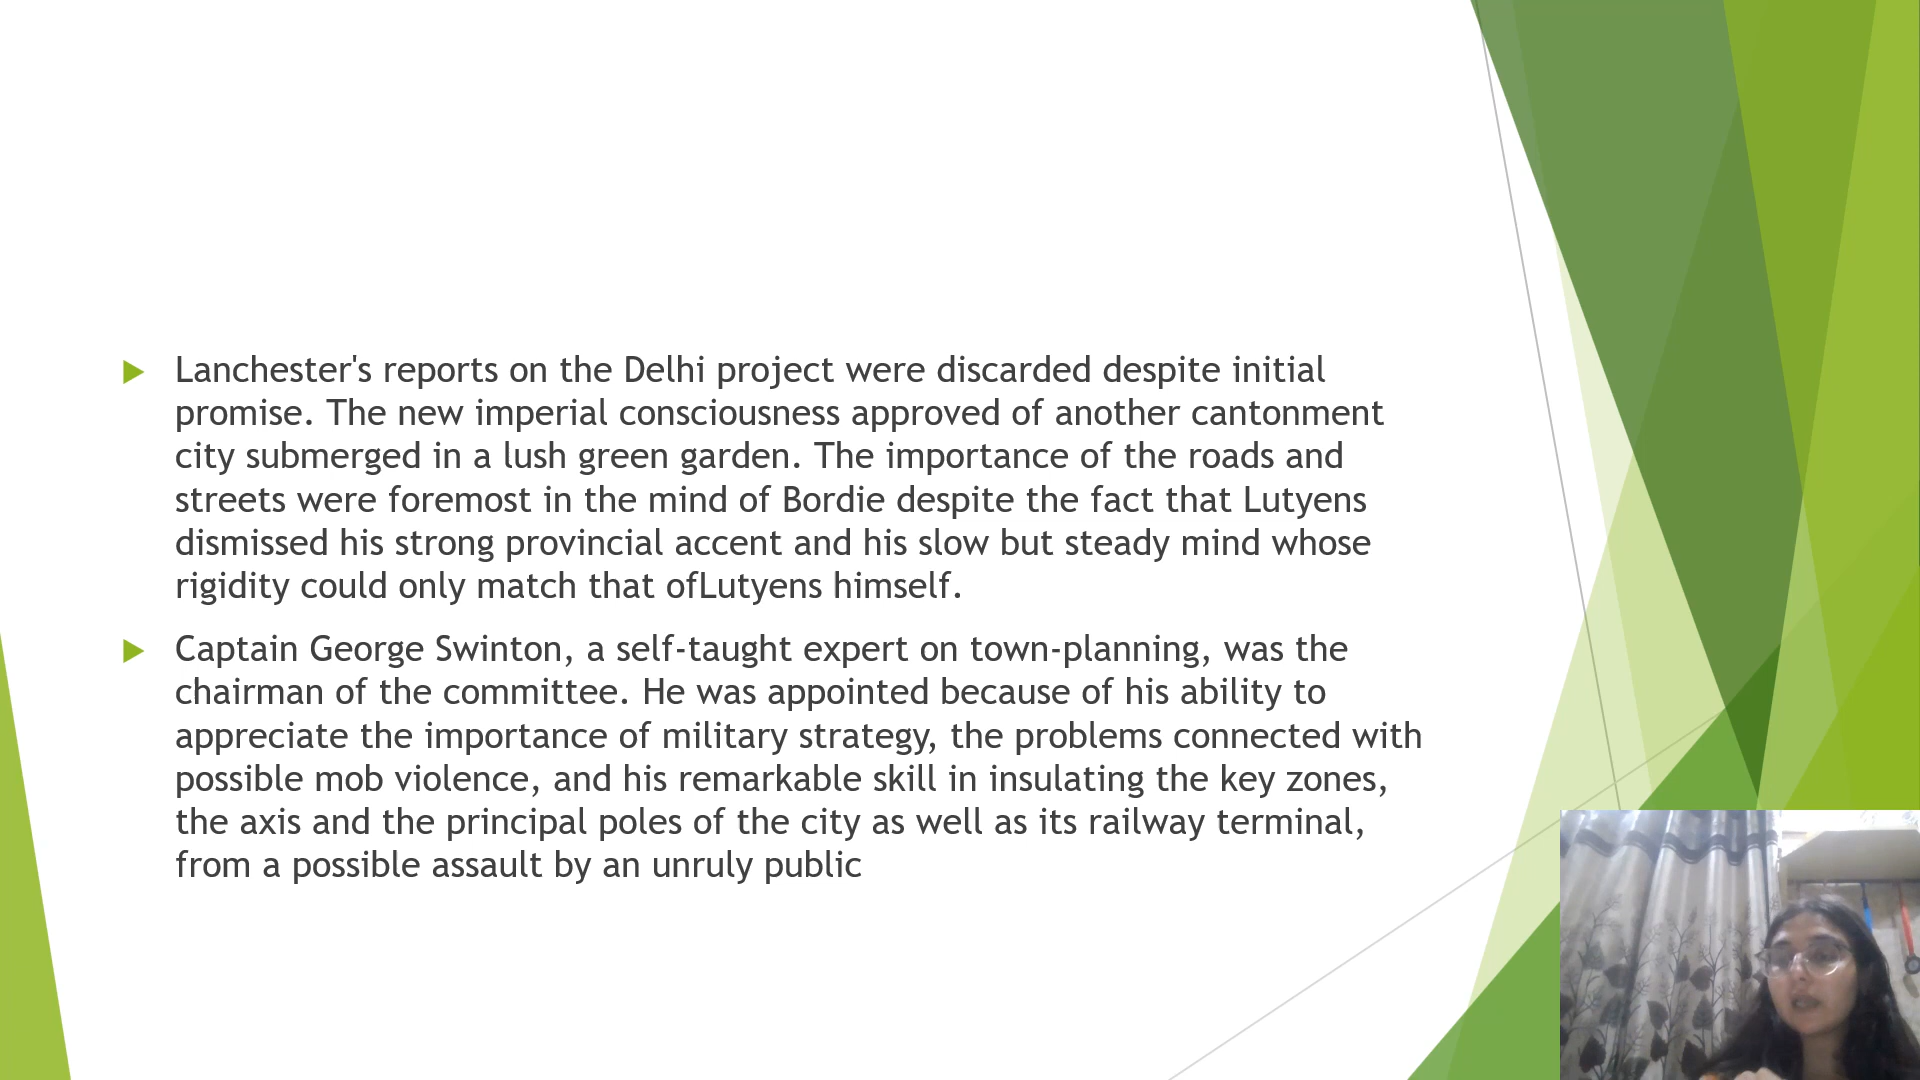 Lanchester's reports on the Delhi project were discarded despite initial
promise. The new imperial consciousness approved of another cantonment
city submerged in a lush green garden. The importance of the roads and
streets were foremost in the mind of Bordie despite the fact that Lutyens
dismissed his strong provincial accent and his slow but steady mind whose
rigidity could only match that ofLutyens himself.
Captain George Swinton, a self-taught expert on town-planning, was the
chairman of the committee. He was appointed because of his ability to
appreciate the importance of military strategy, the problems connected with
possible mob violence, and his remarkable skill in insulating the key zones,
the axis and the principal poles of the city as well as its railway terminal,
from a possible assault by an unruly public